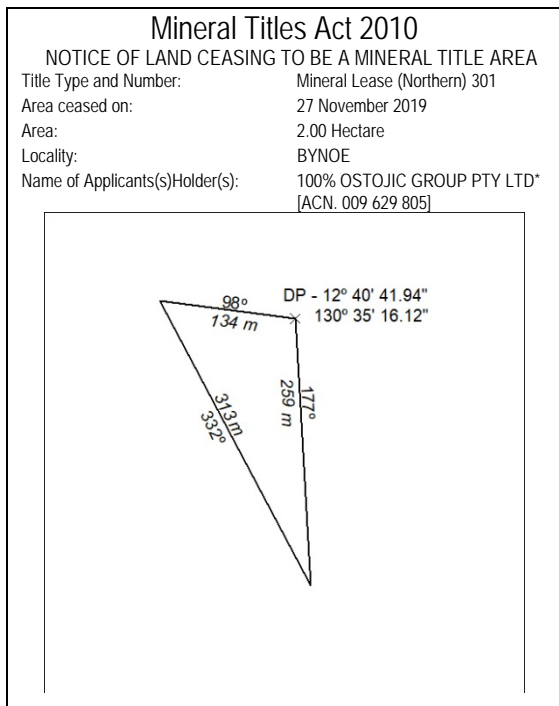 Mineral Titles Act 2010
NOTICE OF LAND CEASING TO BE A MINERAL TITLE AREA
Title Type and Number: Mineral Lease (Northern) 301
Area ceased on: 27 November 2019
Area: 2.00 Hectare
Locality: BYNOE
Name of Applicants(s)Holder(s): 100% OSTOJIC GROUP PTY LTD*
[ACN. 009 629 805]
98°
134 m
DP - 12° 40' 41.94"
130° 35' 16.12"
177°
259 m
313 m
332°